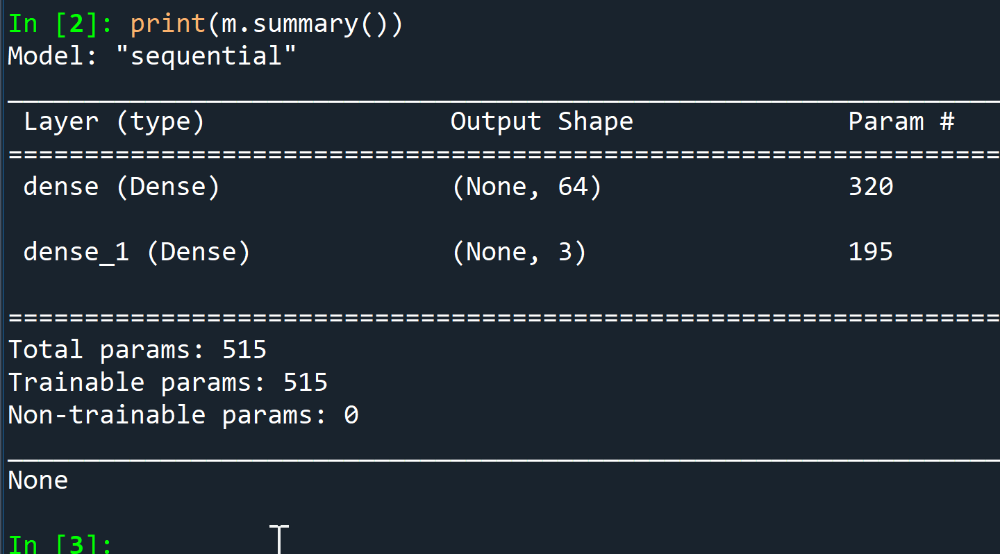 In [2]: print(m.summary())
Model: "sequential"
_________________________________________________________________
Layer (type) Output Shape Param #
=================================================================
dense (Dense) (None, 64) 320
dense_1 (Dense) (None, 3) 195
=================================================================
Total params: 515
Trainable params: 515
Non-trainable params: 0
_________________________________________________________________
None
In [3]: